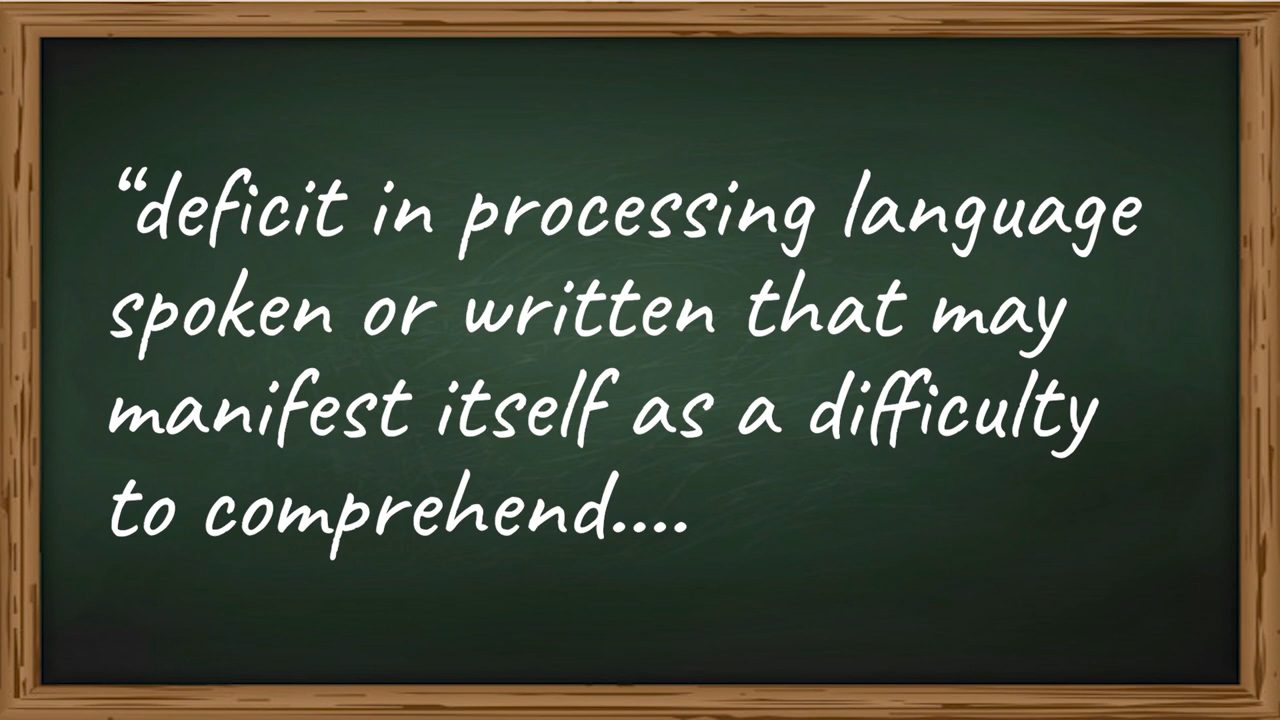 “deficit in processing language
spoken or written that may
manifest itself as a difficulty
to comprehend....